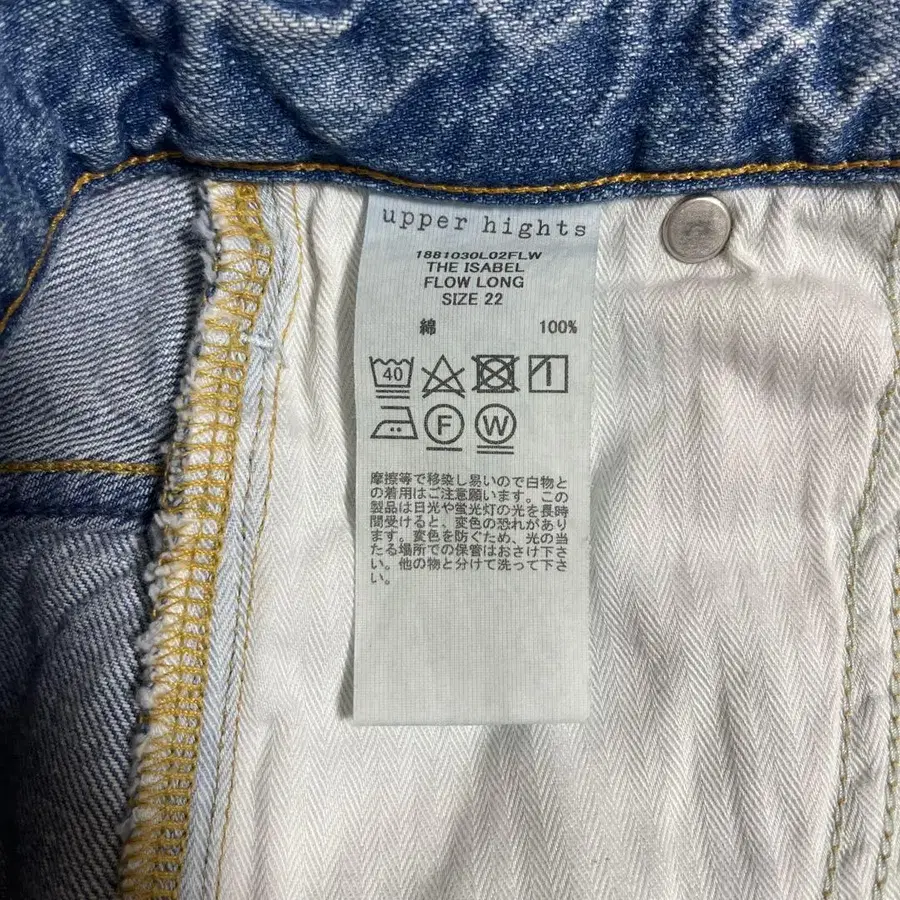 upper hights
1881030L02FLW
THE ISABEL
FLOW LONG
SIZE 22
綿 100%
40
F W
摩擦等で移染し易いので白物と
の着用はご注意願います。この
製品は日光や蛍光灯の光を長時
間受けると、変色の恐れがあり
ます。変色を防ぐため、光の当
たる場所での保管はおさけ下さ
い。他の物と分けて洗って下さ
い。